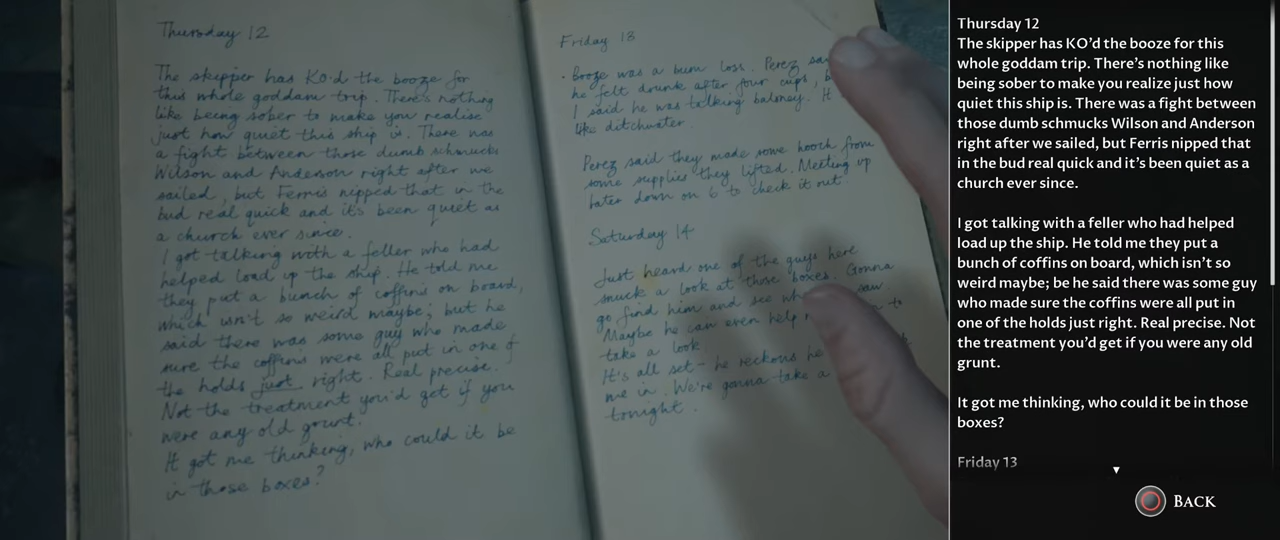 Thursday 12
The skipper has KO'd the booze for
this whole goddam trip. There's nothing
like being sober to make you realise
just how quiet this ship is. There was
a fight between those dumb schmucks
Wilson and Anderson right after we
sailed, but Ferris nipped that in the
bud real quick and it's been quiet as
a church ever since.
I got talking with a feller who had
helped load up the ship. He told me
they put a bunch of coffins on board,
which isn't so weird maybe; but he
said there was some guy who made
sure the coffins were all put in one of
the holds just right. Real precise.
Not the treatment you'd get if you
were any old grunt.
It got me thinking, who could it be
in those boxes?
Friday 13
Booze was a bum loss. Perez
he felt drunk after four cups,
I said he was talking baloney. It
like ditchwater.
Perez said they made some hooch from
some supplies they lifted. Meeting up
later down on 6 to check it out.
Saturday 14
Just heard one of the guys here
snuck a look at those boxes. Gonna
go find him and see saw
Maybe he can even help to
take a look.
It's all set - he reckons he
me in. We're gonna take a
tonight.
Thursday 12
The skipper has KO'd the booze for this
whole goddam trip. There's nothing like
being sober to make you realize just how
quiet this ship is. There was a fight between
those dumb schmucks Wilson and Anderson
right after we sailed, but Ferris nipped that
in the bud real quick and it's been quiet as a
church ever since.
I got talking with a feller who had helped
load up the ship. He told me they put a
bunch of coffins on board, which isn't so
weird maybe; be he said there was some guy
who made sure the coffins were all put in
one of the holds just right. Real precise. Not
the treatment you'd get if you were any old
grunt.
It got me thinking, who could it be in those
boxes?
Friday 13
BACK